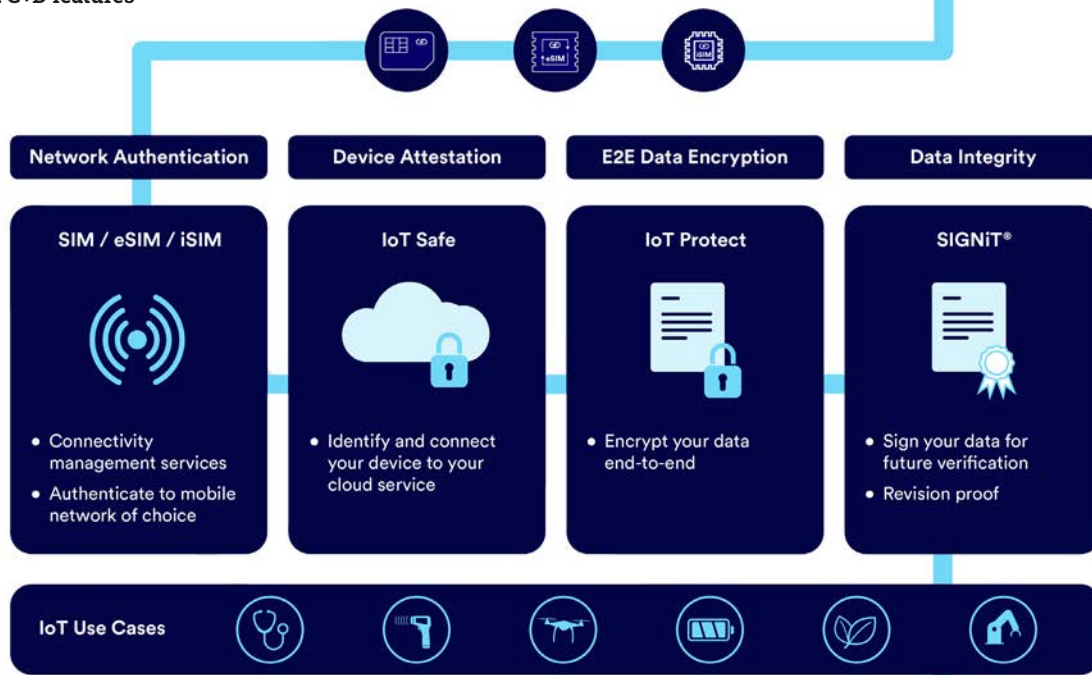 G+D features
eSIM
iSIM
Network Authentication
Device Attestation
E2E Data Encryption
Data Integrity
SIM / eSIM / iSIM
IoT Safe
IoT Protect
SIGNiT®
• Connectivity
management services
• Authenticate to mobile
network of choice
• Identify and connect
your device to your
cloud service
• Encrypt your data
end-to-end
• Sign your data for
future verification
• Revision proof
IoT Use Cases